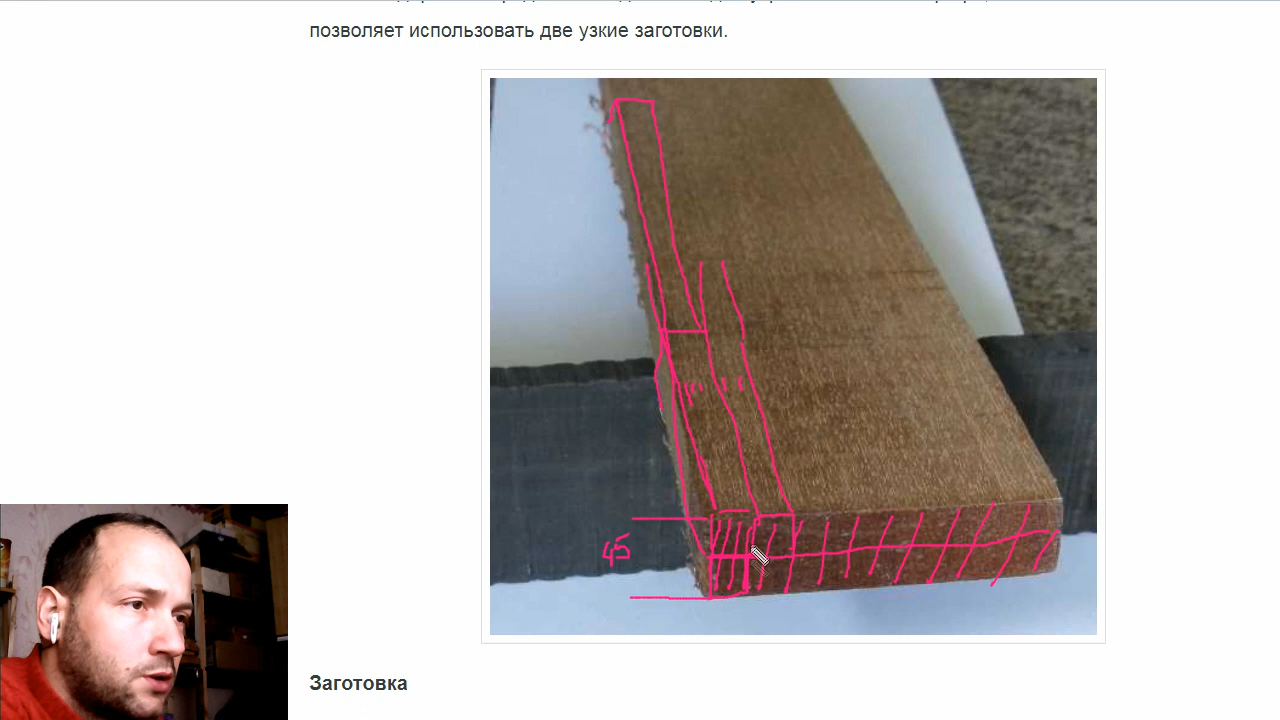 позволяет использовать две узкие заготовки.
45
Заготовка